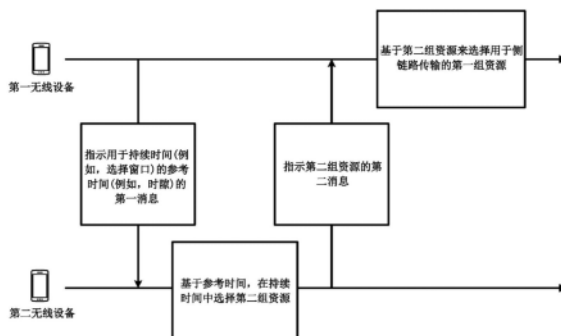 基于第二组资源来选择用于侧
链路传输的第一组资源
第一无线设备
指示用于持续时间(例
如，选择窗口)的参考
时间(例如，时隙)的
第一消息
指示第二组资源的第
二消息
基于参考时间，在持续
时间中选择第二组资源
第二无线设备